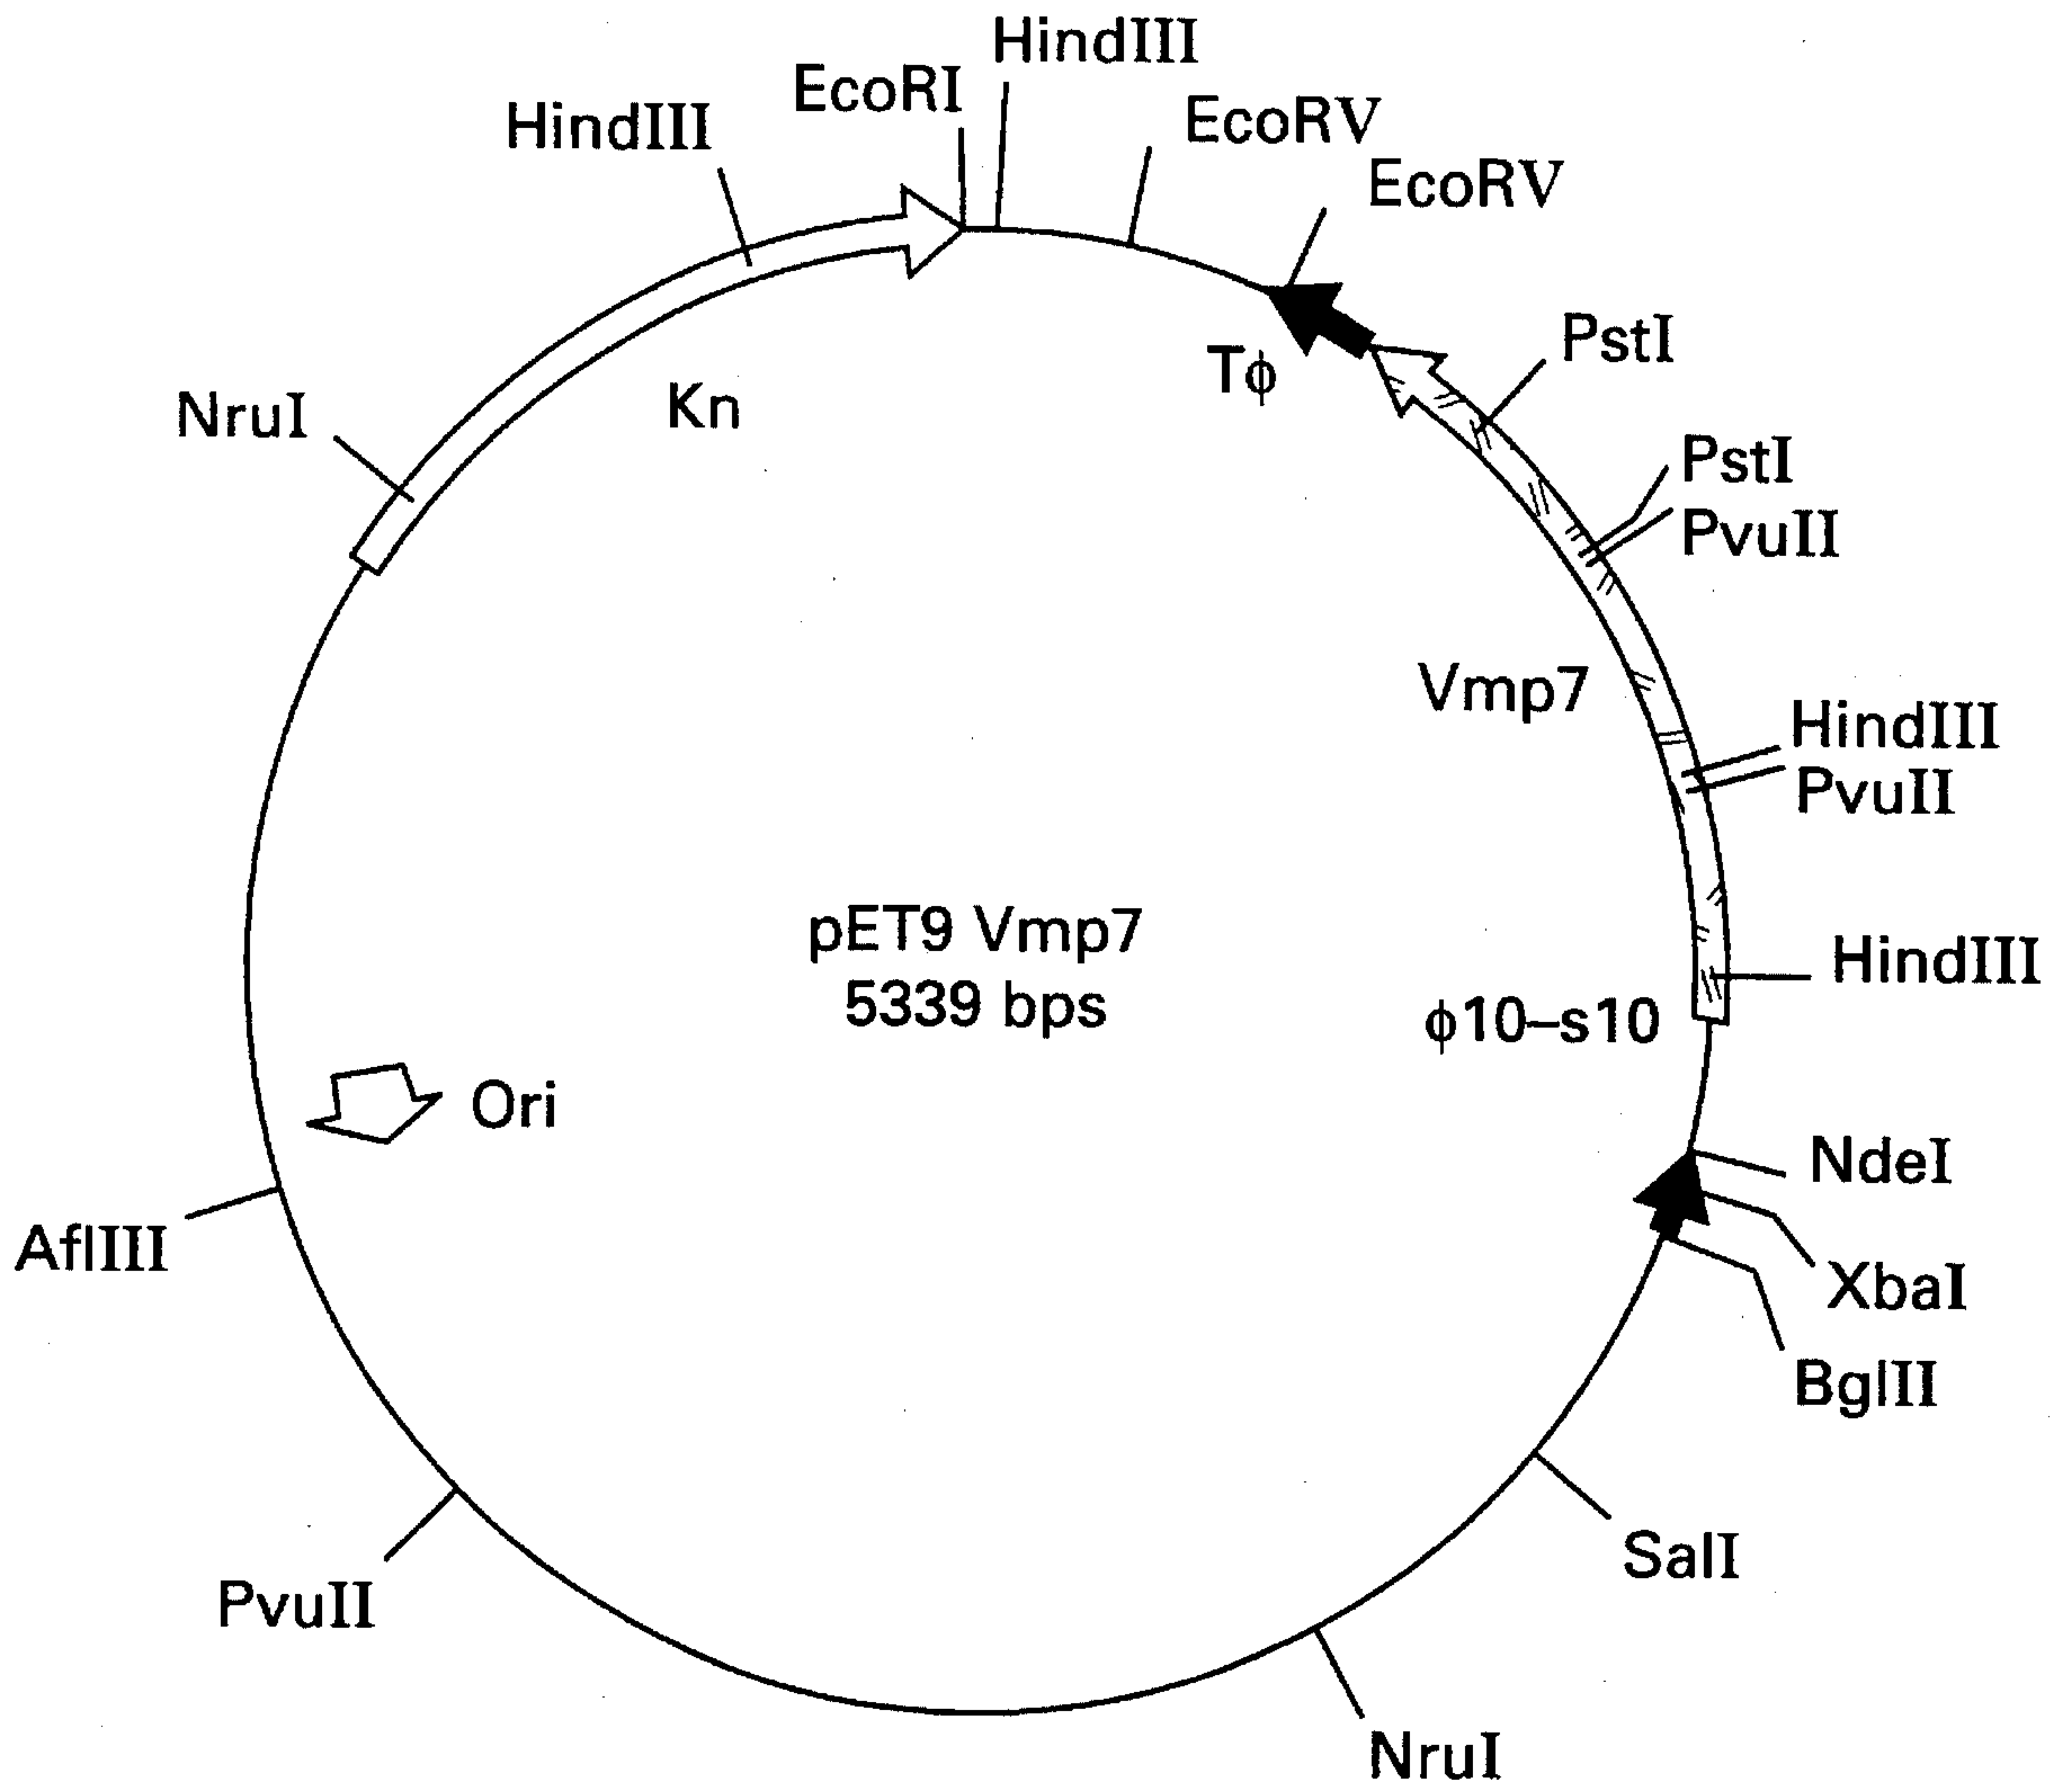 HindIII
EcoRI
HindIII
EcoRV
EcoRV
PstI
Tϕ
Kn
NruI
PstI
PvuII
Vmp7
HindIII
PvuII
pET9 Vmp7
5339 bps
HindIII
ϕ10–s10
Ori
NdeI
AflIII
XbaI
BglII
SalI
PvuII
NruI